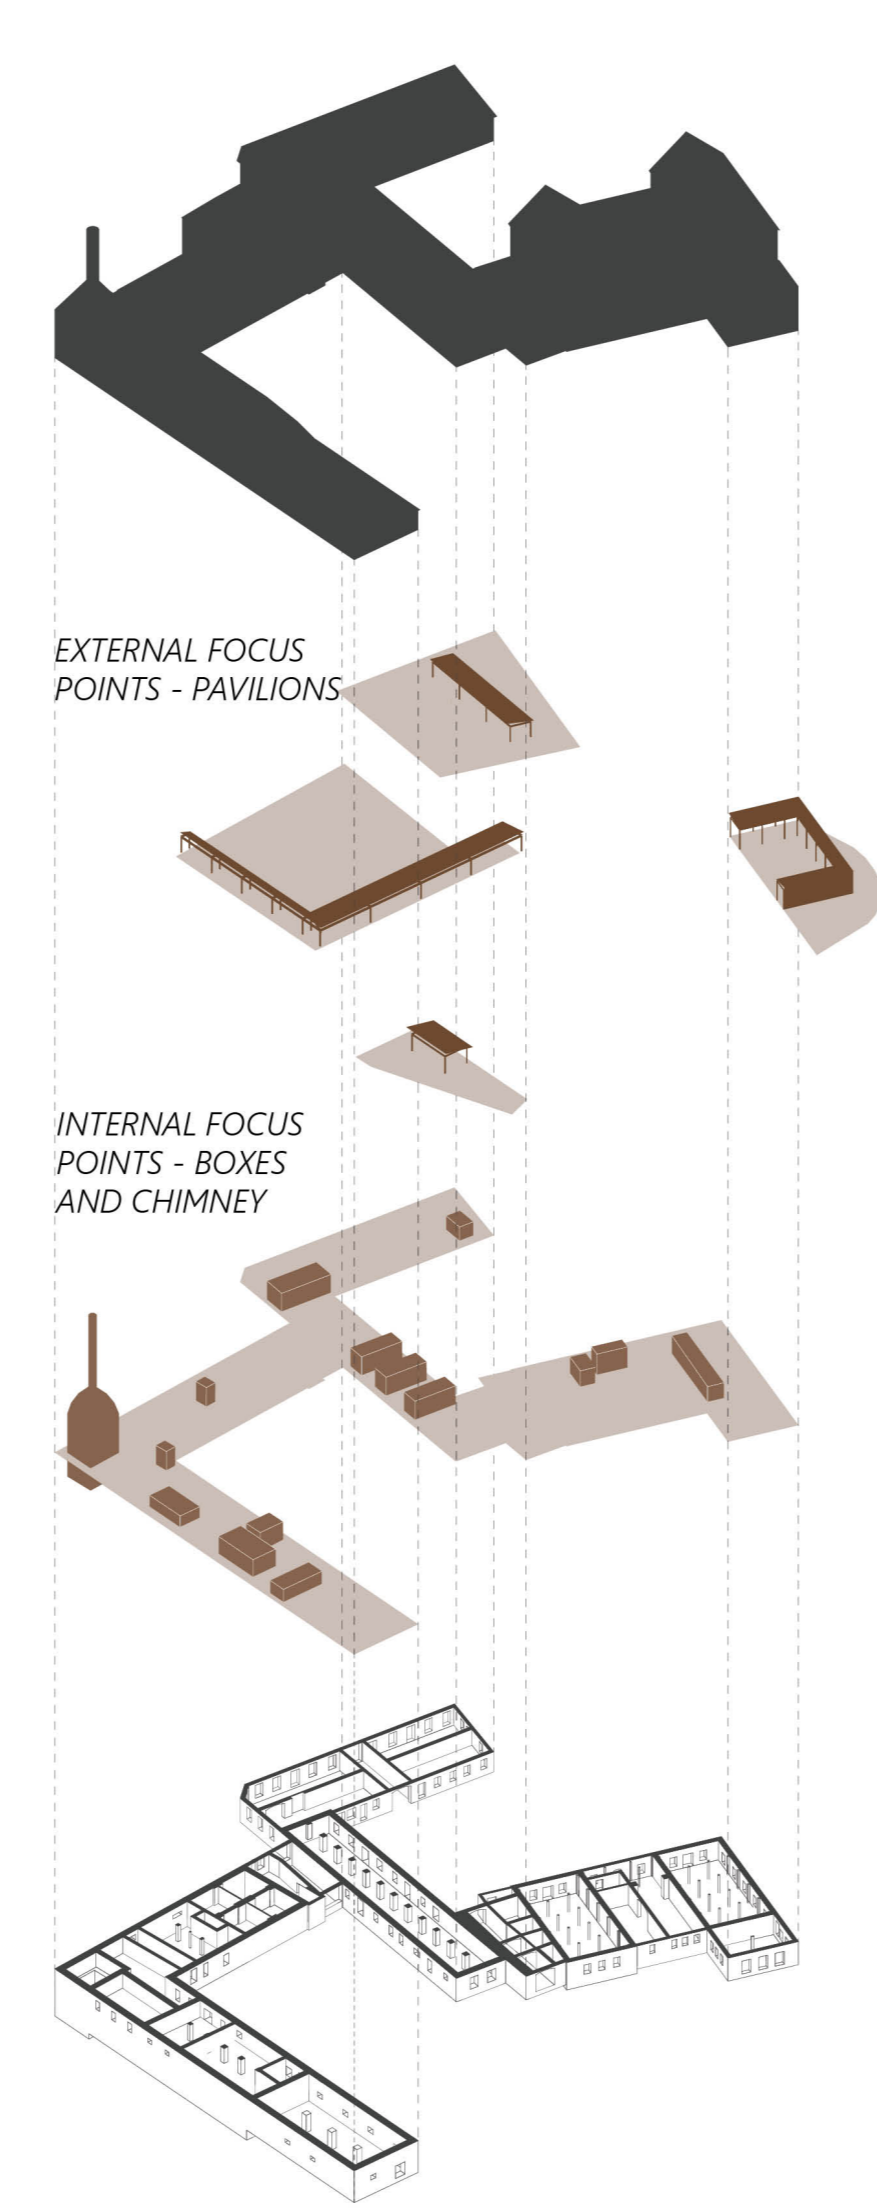 EXTERNAL FOCUS
POINTS - PAVILIONS
INTERNAL FOCUS
POINTS - BOXES
AND CHIMNEY